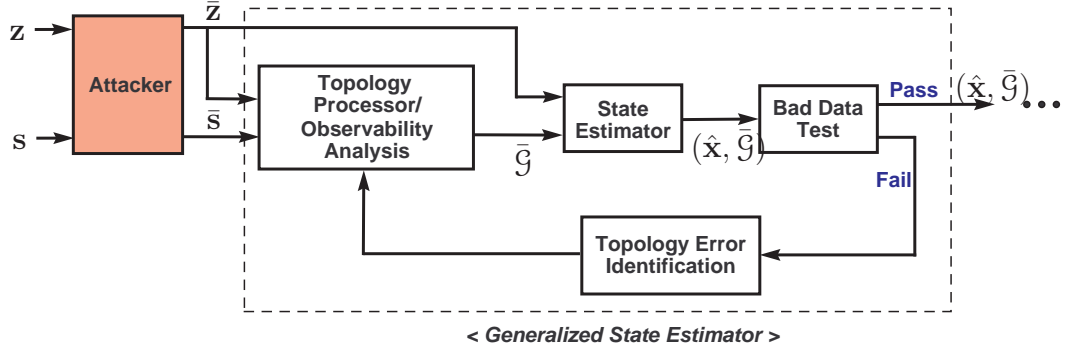 z
s
Attacker
z̄
s̄
Topology
Processor/
Observability
Analysis
𝒢̄
State
Estimator
(x̂, 𝒢̄)
Bad Data
Test
Pass
(x̂, 𝒢̄)
•••
Fail
Topology Error
Identification
< Generalized State Estimator >